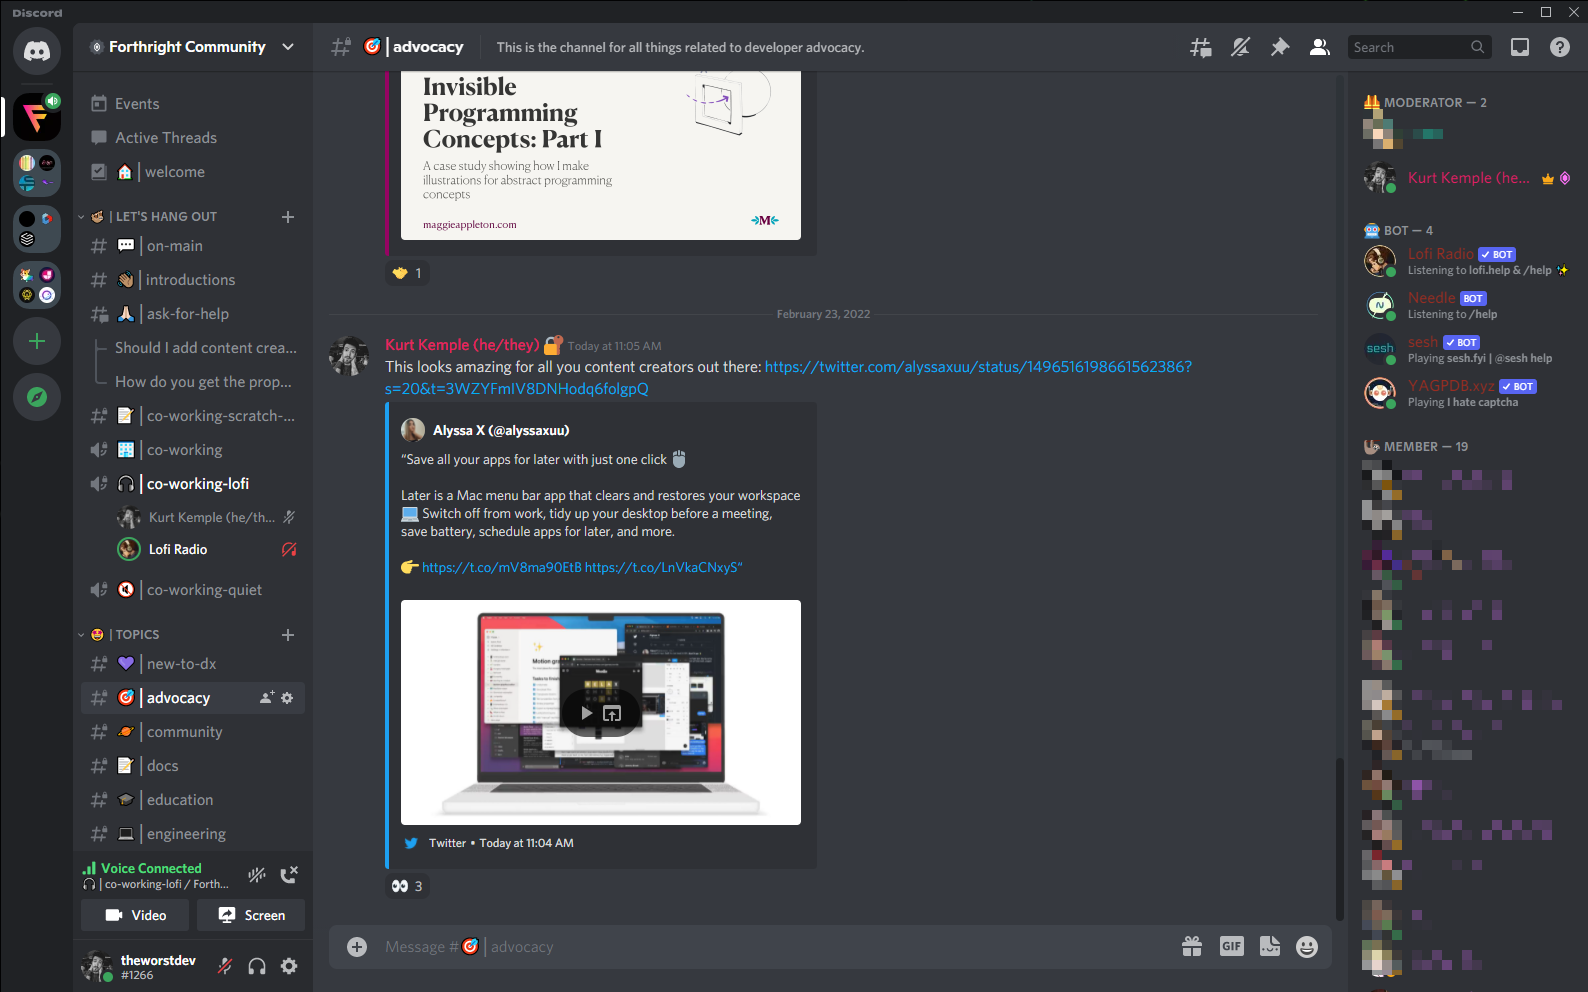 Discord
Forthright Community
Events
Active Threads
welcome
LET'S HANG OUT
on-main
introductions
ask-for-help
Should I add content crea...
How do you get the prop...
co-working-scratch-...
co-working
co-working-lofi
Kurt Kemple (he/th...
Lofi Radio
co-working-quiet
TOPICS
new-to-dx
advocacy
community
docs
education
engineering
Voice Connected
co-working-lofi / Forth...
Video
Screen
theworstdev
#1266
advocacy
This is the channel for all things related to developer advocacy.
Search
Invisible
Programming
Concepts: Part I
A case study showing how I make
illustrations for abstract programming
concepts
maggieappleton.com
M
1
February 23, 2022
Kurt Kemple (he/they) Today at 11:05 AM
This looks amazing for all you content creators out there: https://twitter.com/alyssaxuu/status/1496516198661562386?
s=20&t=3WZYFmIV8DNHodq6folgpQ
Alyssa X (@alyssaxuu)
“Save all your apps for later with just one click
Later is a Mac menu bar app that clears and restores your workspace
Switch off from work, tidy up your desktop before a meeting,
save battery, schedule apps for later, and more.
https://t.co/mV8ma90EtB https://t.co/LnVkaCNxyS”
Twitter • Today at 11:04 AM
3
Message # | advocacy
GIF
MODERATOR — 2
Kurt Kemple (he...
BOT — 4
Lofi Radio BOT
Listening to lofi.help & /help
Needle BOT
Listening to /help
sesh
sesh BOT
Playing sesh.fyi | @sesh help
YAGPDB.xyz BOT
Playing I hate captcha
MEMBER — 19